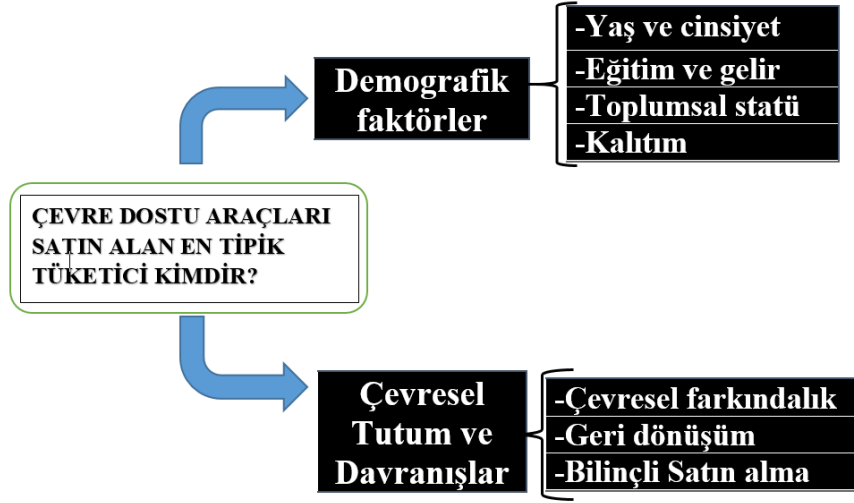 ÇEVRE DOSTU ARAÇLARI
SATIN ALAN EN TİPİK
TÜKETİCİ KİMDİR?
Demografik
faktörler
-Yaş ve cinsiyet
-Eğitim ve gelir
-Toplumsal statü
-Kalıtım
Çevresel
Tutum ve
Davranışlar
-Çevresel farkındalık
-Geri dönüşüm
-Bilinçli Satın alma